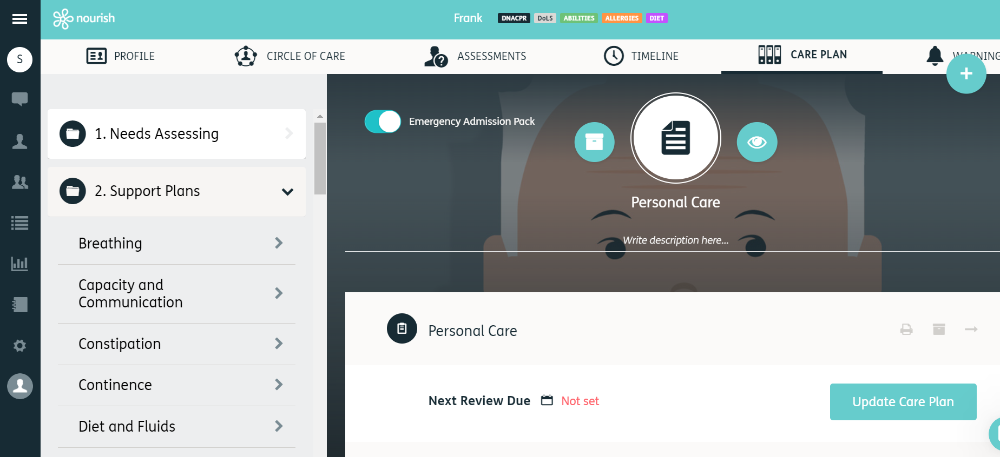 nourish
Frank DNACPR DoLS ABILITIES ALLERGIES DIET
S
PROFILE CIRCLE OF CARE ASSESSMENTS TIMELINE CARE PLAN WARNING
1. Needs Assessing
2. Support Plans
Breathing
Capacity and
Communication
Constipation
Continence
Diet and Fluids
Emergency Admission Pack
Personal Care
Write description here...
Personal Care
Next Review Due Not set
Update Care Plan